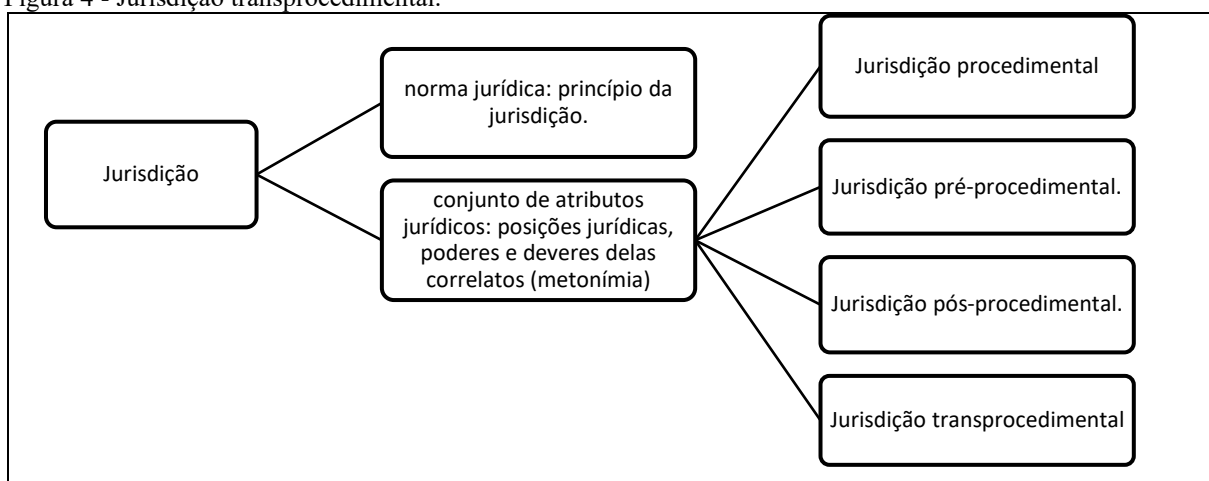 Figura 4 - Jurisdição transprocedimental.
Jurisdição
norma jurídica: princípio da
jurisdição.
conjunto de atributos
jurídicos: posições jurídicas,
poderes e deveres delas
correlatos (metonímia)
Jurisdição procedimental
Jurisdição pré-procedimental.
Jurisdição pós-procedimental.
Jurisdição transprocedimental